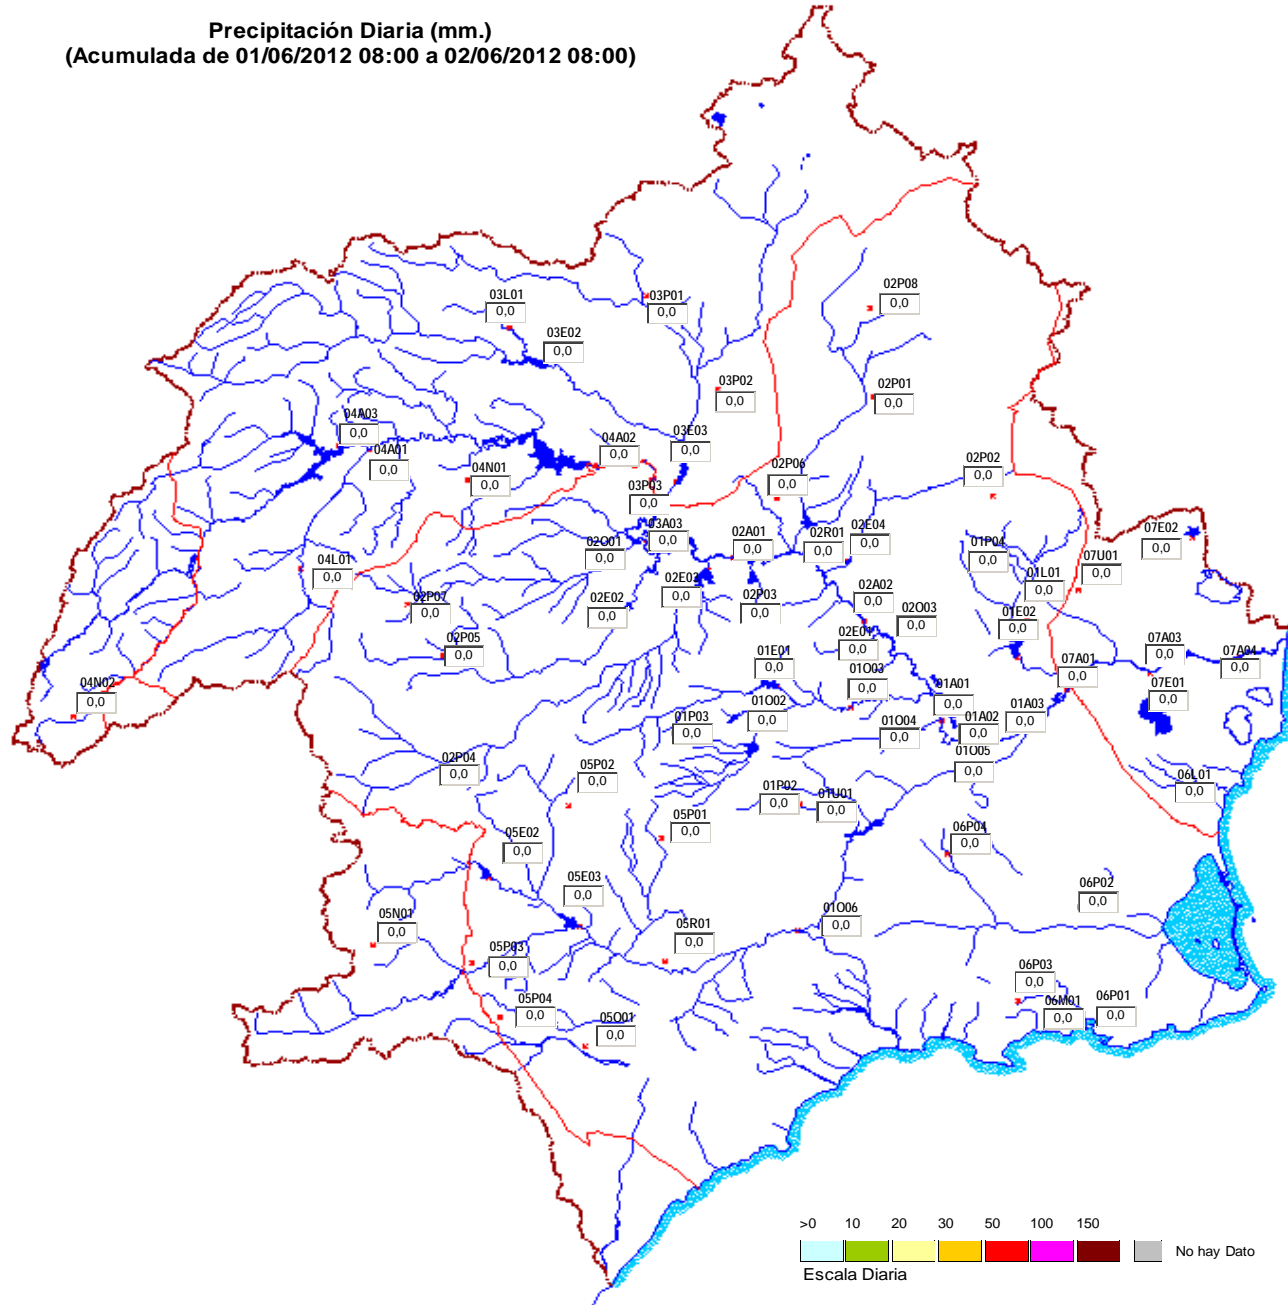 Precipitación Diaria (mm.)
(Acumulada de 01/06/2012 08:00 a 02/06/2012 08:00)
02P08
0,0
03L01
0,0
03P01
0,0
03E02
0,0
03P02
0,0
02P01
0,0
04A03
0,0
04A02
0,0
03E03
0,0
04A01
0,0
04N01
0,0
02P06
0,0
02P02
0,0
03P03
0,0
03A03
0,0
02O01
0,0
02A01
0,0
02R01
0,0
02E04
0,0
01P04
0,0
07E02
0,0
07U01
0,0
04L01
0,0
02E03
0,0
01L01
0,0
02P07
0,0
02E02
0,0
02P03
0,0
02A02
0,0
02O03
0,0
01E02
0,0
02P05
0,0
02E01
0,0
07A03
0,0
07A04
0,0
01E01
0,0
07A01
0,0
01O03
0,0
04N02
0,0
01A01
0,0
07E01
0,0
01O02
0,0
01P03
0,0
01O04
0,0
01A02
0,0
01A03
0,0
01O05
0,0
02P04
0,0
05P02
0,0
06L01
0,0
01P02
0,0
01U01
0,0
05P01
0,0
06P04
0,0
05E02
0,0
05E03
0,0
06P02
0,0
05N01
0,0
01O06
0,0
05R01
0,0
05P03
0,0
06P03
0,0
05P04
0,0
06M01
0,0
06P01
0,0
05O01
0,0
>0 10 20 30 50 100 150
No hay Dato
Escala Diaria